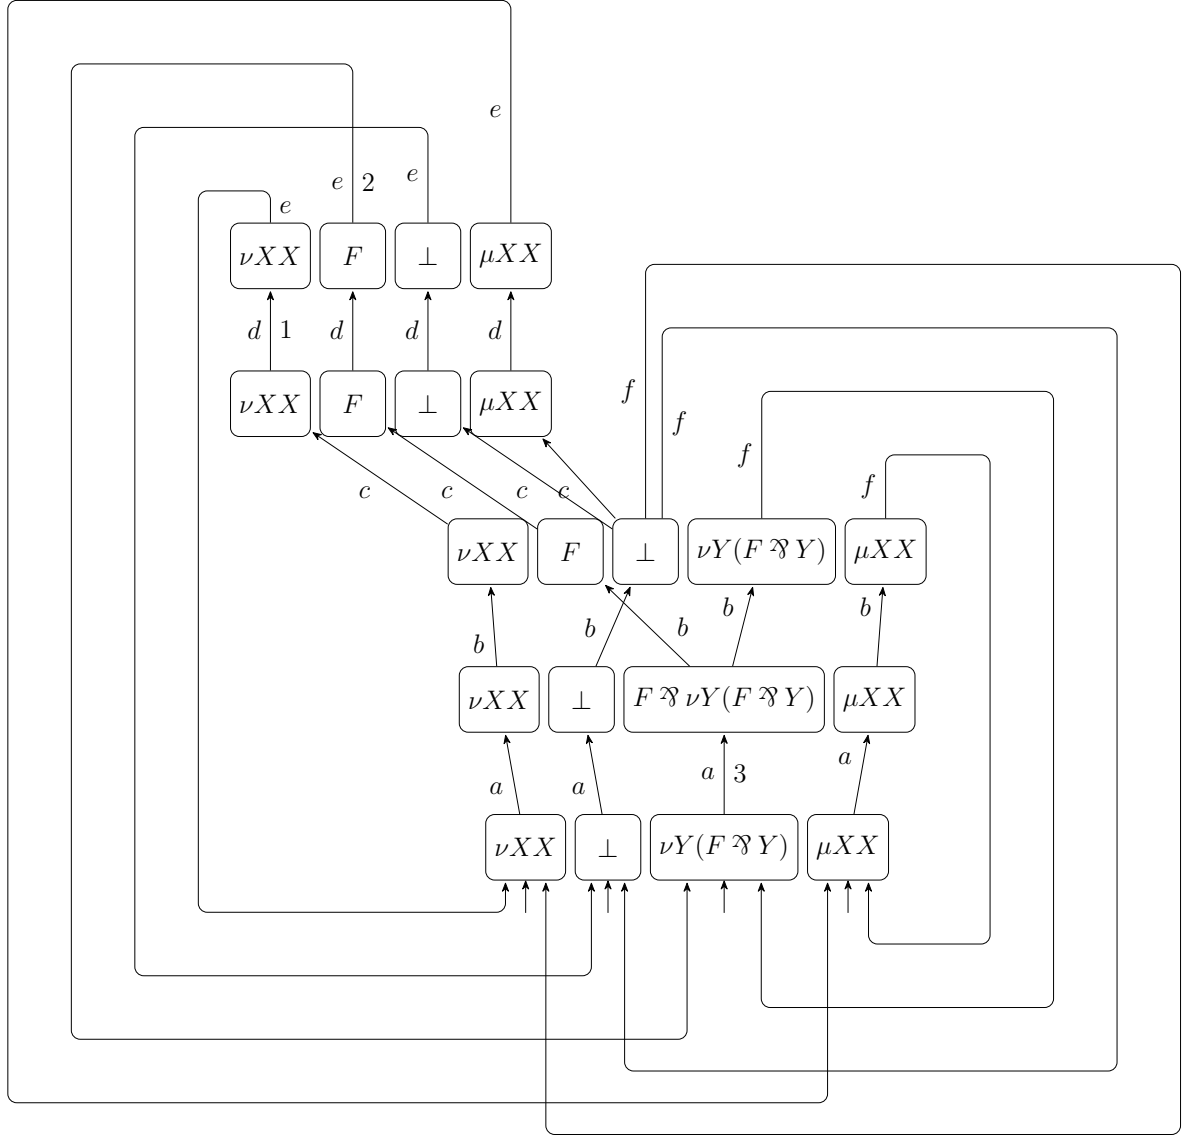 e
e 2 e
e
νXX F ⊥ μXX
d 1 d d d
νXX F ⊥ μXX
f
f
f
f
c c c c
νXX F ⊥ νY(F ⅋ Y) μXX
b b b b b
νXX ⊥ F ⅋ νY(F ⅋ Y) μXX
a a a 3 a
νXX ⊥ νY(F ⅋ Y) μXX